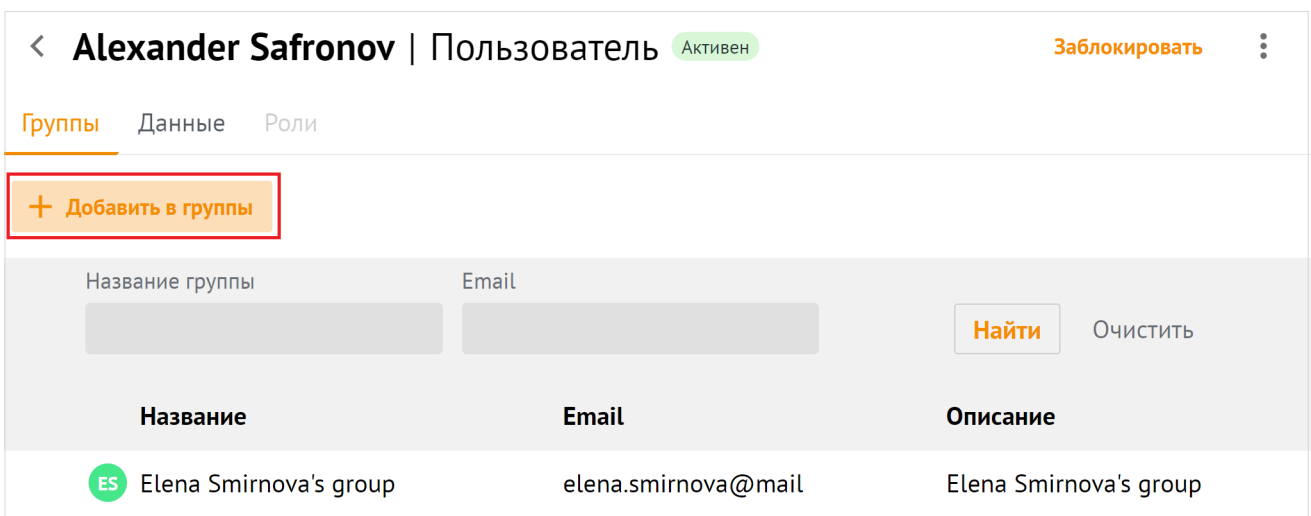 Alexander Safronov | Пользователь Активен Заблокировать
Группы Данные Роли
+ Добавить в группы
Название группы Email
Найти Очистить
Название Email Описание
ES Elena Smirnova's group elena.smirnova@mail Elena Smirnova's group